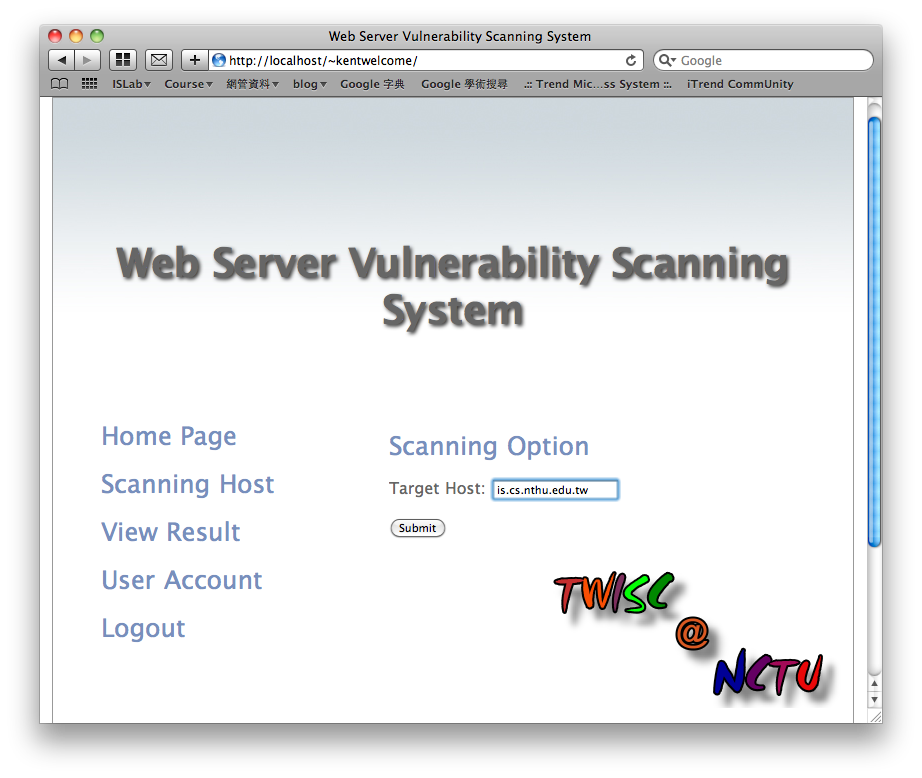 Web Server Vulnerability Scanning System
http://localhost/~kentwelcome/
Google
ISLab Course 網管資料 blog Google 字典 Google 學術搜尋 .:: Trend Mic...ss System ::. iTrend CommUnity
Web Server Vulnerability Scanning
System
Home Page
Scanning Host
View Result
User Account
Logout
Scanning Option
Target Host: is.cs.nthu.edu.tw
Submit
TWISC
@
NCTU